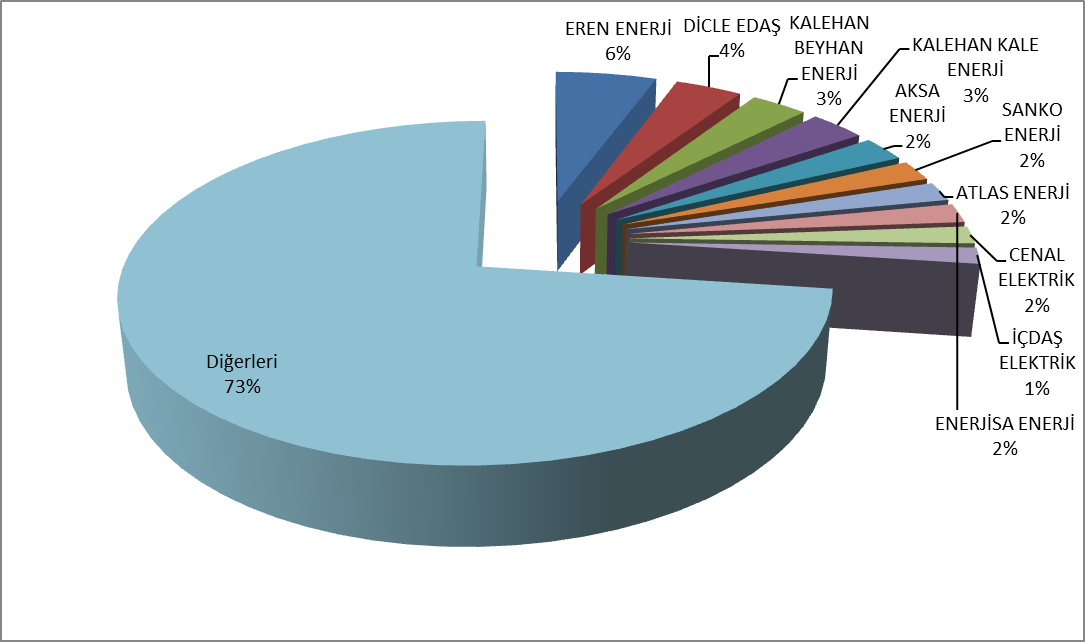 EREN ENERJİ
6%
DİCLE EDAŞ
4%
KALEHAN
BEYHAN
ENERJİ
3%
KALEHAN KALE
ENERJİ
3%
AKSA
ENERJİ
2%
SANKO
ENERJİ
2%
ATLAS ENERJİ
2%
CENAL
ELEKTRİK
2%
İÇDAŞ
ELEKTRİK
1%
ENERJİSA ENERJİ
2%
Diğerleri
73%